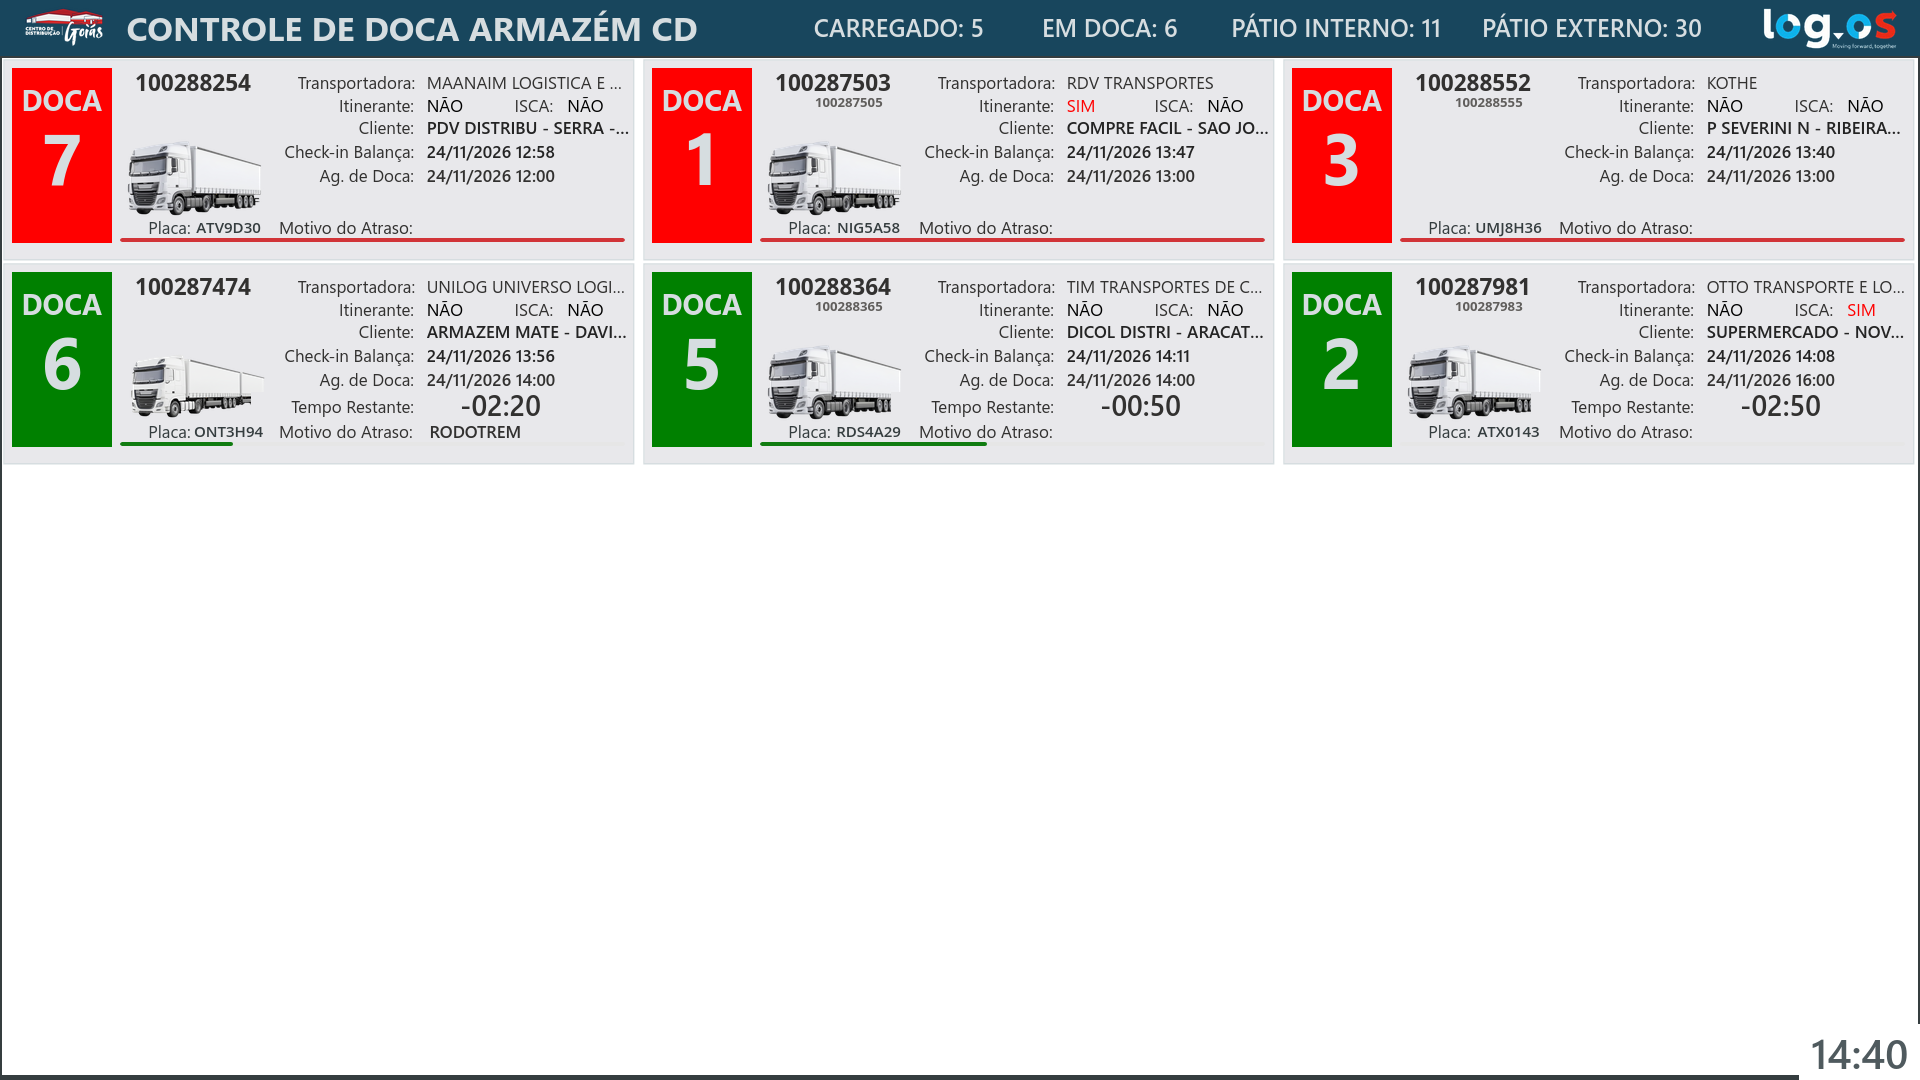 CENTRO DE DISTRIBUIÇÃO Goiás
CONTROLE DE DOCA ARMAZÉM CD
CARREGADO: 5
EM DOCA: 6
PÁTIO INTERNO: 11
PÁTIO EXTERNO: 30
log.os
Moving forward, together
DOCA
7
100288254
Transportadora: MAANAIM LOGISTICA E ...
Itinerante: NÃO ISCA: NÃO
Cliente: PDV DISTRIBU - SERRA -...
Check-in Balança: 24/11/2026 12:58
Ag. de Doca: 24/11/2026 12:00
Placa: ATV9D30 Motivo do Atraso:
DOCA
1
100287503
100287505
Transportadora: RDV TRANSPORTES
Itinerante: SIM ISCA: NÃO
Cliente: COMPRE FACIL - SAO JO...
Check-in Balança: 24/11/2026 13:47
Ag. de Doca: 24/11/2026 13:00
Placa: NIG5A58 Motivo do Atraso:
DOCA
3
100288552
100288555
Transportadora: KOTHE
Itinerante: NÃO ISCA: NÃO
Cliente: P SEVERINI N - RIBEIRA...
Check-in Balança: 24/11/2026 13:40
Ag. de Doca: 24/11/2026 13:00
Placa: UMJ8H36 Motivo do Atraso:
DOCA
6
100287474
Transportadora: UNILOG UNIVERSO LOGI...
Itinerante: NÃO ISCA: NÃO
Cliente: ARMAZEM MATE - DAVI...
Check-in Balança: 24/11/2026 13:56
Ag. de Doca: 24/11/2026 14:00
Tempo Restante: -02:20
Placa: ONT3H94 Motivo do Atraso: RODOTREM
DOCA
5
100288364
100288365
Transportadora: TIM TRANSPORTES DE C...
Itinerante: NÃO ISCA: NÃO
Cliente: DICOL DISTRI - ARACAT...
Check-in Balança: 24/11/2026 14:11
Ag. de Doca: 24/11/2026 14:00
Tempo Restante: -00:50
Placa: RDS4A29 Motivo do Atraso:
DOCA
2
100287981
100287983
Transportadora: OTTO TRANSPORTE E LO...
Itinerante: NÃO ISCA: SIM
Cliente: SUPERMERCADO - NOV...
Check-in Balança: 24/11/2026 14:08
Ag. de Doca: 24/11/2026 16:00
Tempo Restante: -02:50
Placa: ATX0143 Motivo do Atraso:
14:40